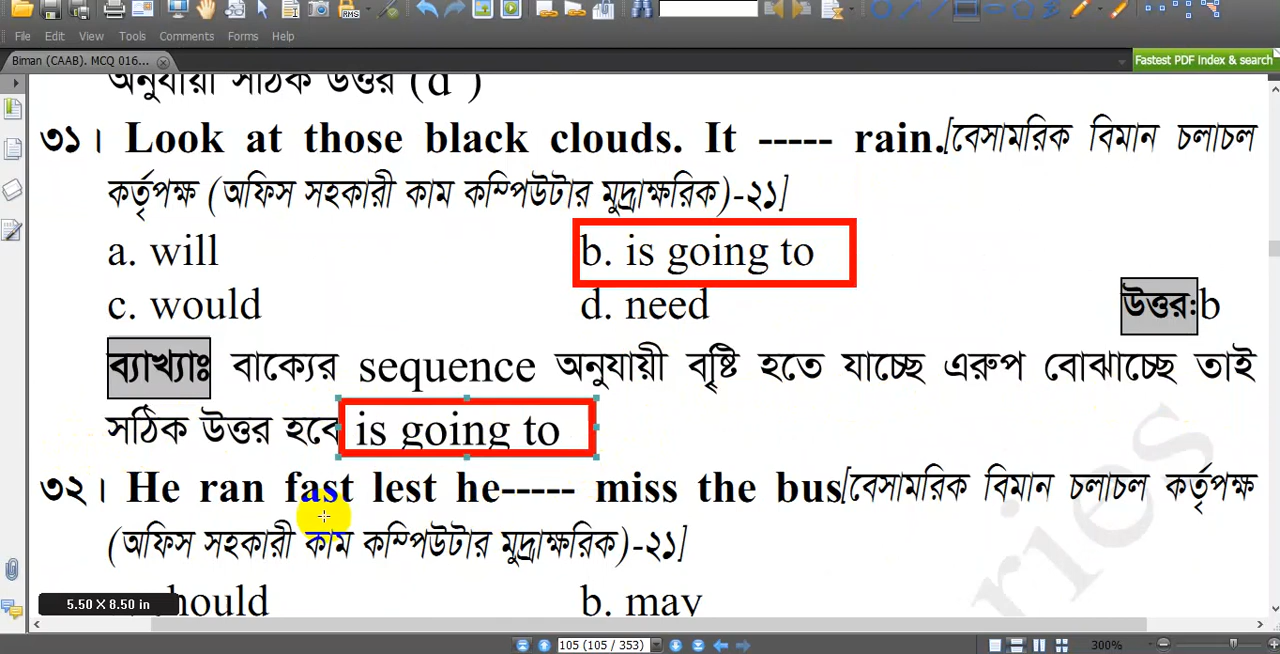 File Edit View Tools Comments Forms Help
Biman (CAAB). MCQ 016...
Fastest PDF Index & search
অনুযায়ী সঠিক উত্তর (d )
৩১। Look at those black clouds. It ----- rain.[বেসামরিক বিমান চলাচল
কর্তৃপক্ষ (অফিস সহকারী কাম কম্পিউটার মুদ্রাক্ষরিক)-২১]
a. will b. is going to
c. would d. need উত্তর:b
ব্যাখ্যাঃ বাক্যের sequence অনুযায়ী বৃষ্টি হতে যাচ্ছে এরুপ বোঝাচ্ছে তাই
সঠিক উত্তর হবে is going to
৩২। He ran fast lest he----- miss the bus[বেসামরিক বিমান চলাচল কর্তৃপক্ষ
(অফিস সহকারী কাম কম্পিউটার মুদ্রাক্ষরিক)-২১]
hould b. may
5.50 X 8.50 in
105 (105 / 353) 300%